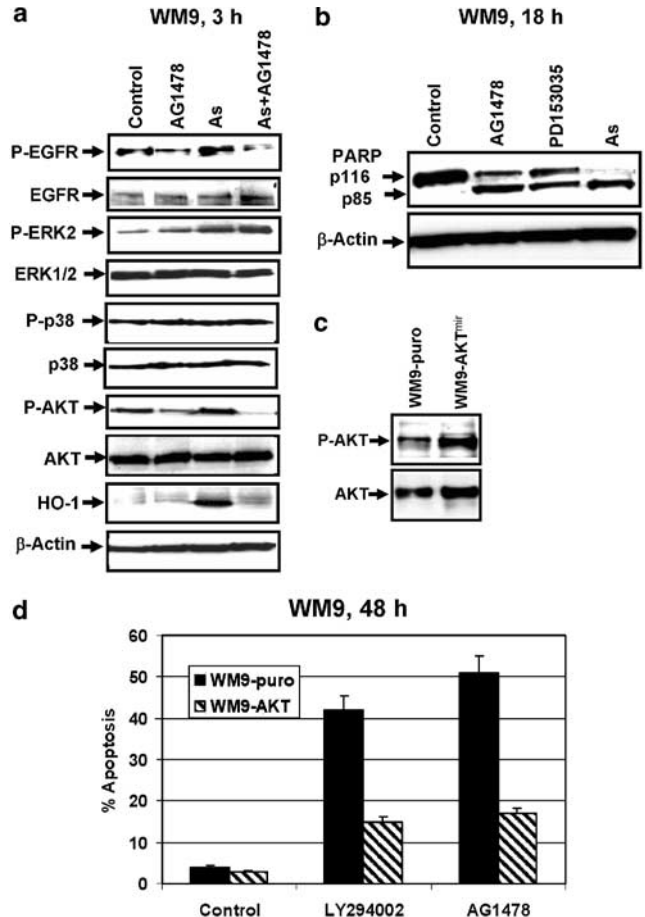 a
WM9, 3 h
Control
AG1478
As
As+AG1478
P-EGFR
EGFR
P-ERK2
ERK1/2
P-p38
p38
P-AKT
AKT
HO-1
β-Actin
b
WM9, 18 h
Control
AG1478
PD153035
As
PARP
p116
p85
β-Actin
c
WM9-puro
WM9-AKTmir
P-AKT
AKT
d
WM9, 48 h
% Apoptosis
60
50
40
30
20
10
0
WM9-puro
WM9-AKT
Control
LY294002
AG1478